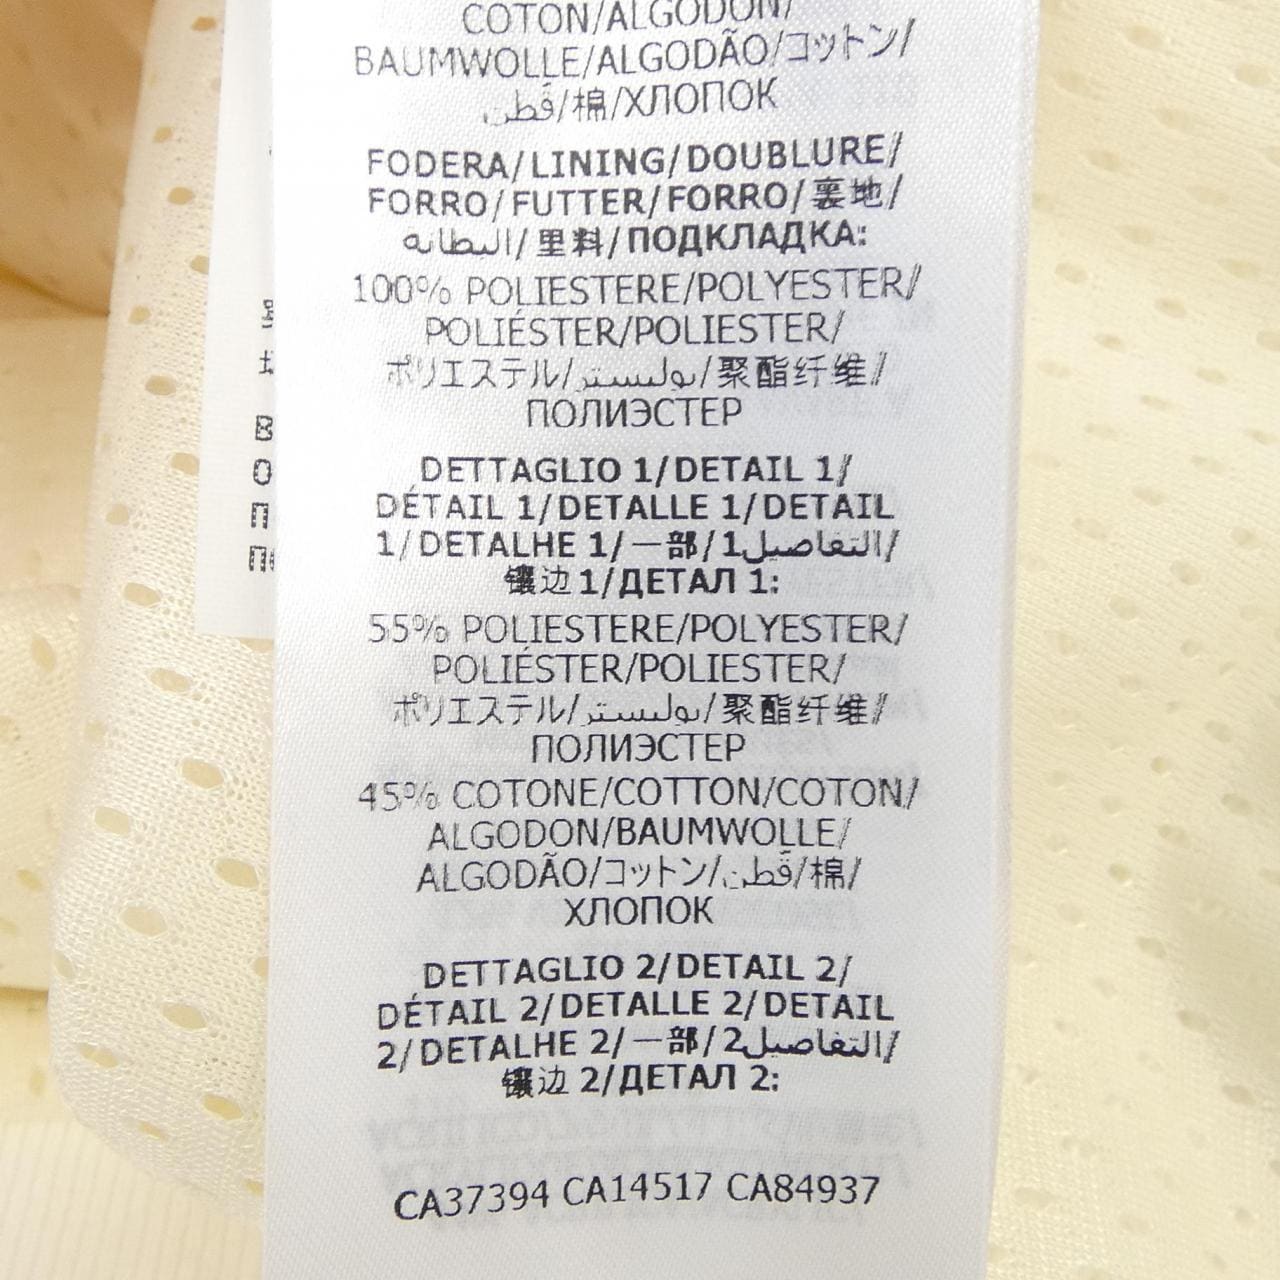 COTON/ALGODON/
BAUMWOLLE/ALGODÃO/コットン/
قطن/棉/ХЛОПОК
FODERA/LINING/DOUBLURE/
FORRO/FUTTER/FORRO/裏地/
البطانه/里料/ПОДКЛАДКА:
100% POLIESTERE/POLYESTER/
POLIÉSTER/POLIESTER/
ポリエステル/بوليستر/聚酯纤维/
ПОЛИЭСТЕР
DETTAGLIO 1/DETAIL 1/
DÉTAIL 1/DETALLE 1/DETAIL
1/DETALHE 1/一部/1التفاصيل/
镶边1/ДЕТАЛ 1:
55% POLIESTERE/POLYESTER/
POLIÉSTER/POLIESTER/
ポリエステル/بوليستر/聚酯纤维/
ПОЛИЭСТЕР
45% COTONE/COTTON/COTON/
ALGODON/BAUMWOLLE/
ALGODÃO/コットン/قطن/棉/
ХЛОПОК
DETTAGLIO 2/DETAIL 2/
DÉTAIL 2/DETALLE 2/DETAIL
2/DETALHE 2/一部/2التفاصيل/
镶边 2/ДЕТАЛ 2:
CA37394 CA14517 CA84937